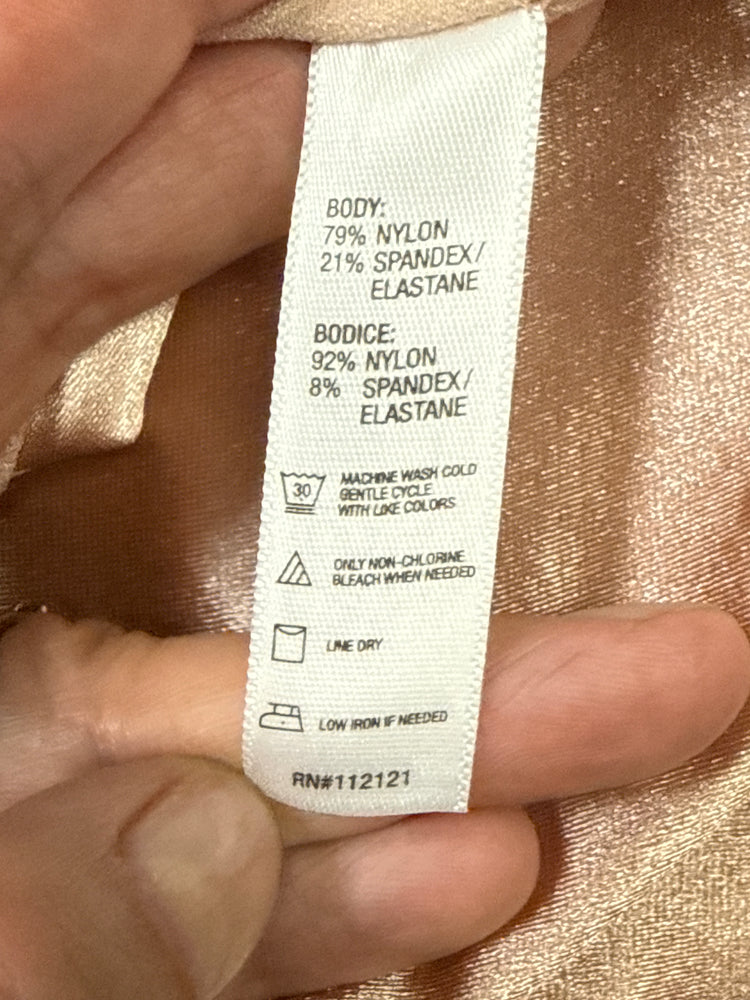 BODY:
79% NYLON
21% SPANDEX/
ELASTANE
BODICE:
92% NYLON
8% SPANDEX/
ELASTANE
30
MACHINE WASH COLD
GENTLE CYCLE
WITH LIKE COLORS
ONLY NON-CHLORINE
BLEACH WHEN NEEDED
LINE DRY
LOW IRON IF NEEDED
RN#112121